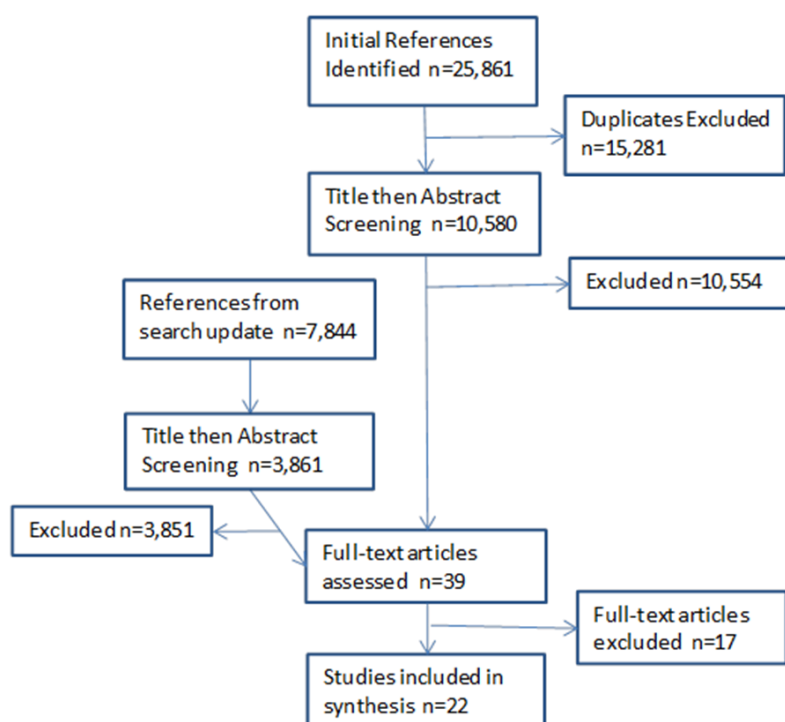 Initial References
Identified n=25,861
Duplicates Excluded
n=15,281
Title then Abstract
Screening n=10,580
Excluded n=10,554
References from
search update n=7,844
Title then Abstract
Screening n=3,861
Excluded n=3,851
Full-text articles
assessed n=39
Full-text articles
excluded n=17
Studies included in
synthesis n=22